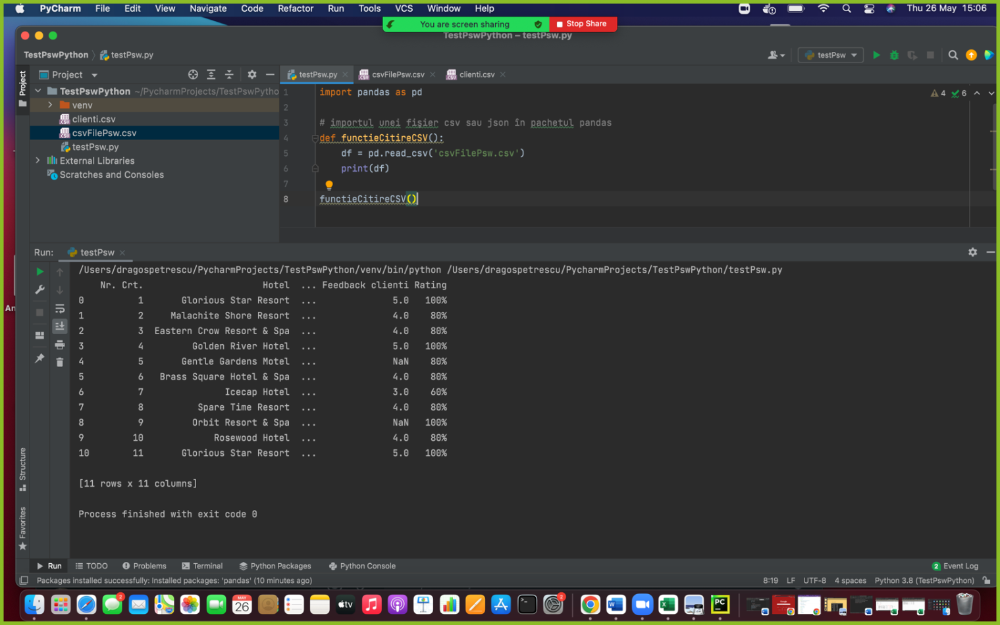 PyCharm File Edit View Navigate Code Refactor Run Tools VCS Window Help Thu 26 May 15:06
You are screen sharing Stop Share
TestPswPython – testPsw.py
TestPswPython testPsw.py testPsw
Project testPsw.py csvFilePsw.csv clienti.csv
Project
TestPswPython ~/PycharmProjects/TestPswPytho
venv
clienti.csv
csvFilePsw.csv
testPsw.py
External Libraries
Scratches and Consoles
4 6
1 import pandas as pd
2
3 # importul unei fișier csv sau json în pachetul pandas
4 def functieCitireCSV():
5 df = pd.read_csv('csvFilePsw.csv')
6 print(df)
7
8 functieCitireCSV()
Run: testPsw
/Users/dragospetrescu/PycharmProjects/TestPswPython/venv/bin/python /Users/dragospetrescu/PycharmProjects/TestPswPython/testPsw.py
Nr. Crt. Hotel ... Feedback clienti Rating
0 1 Glorious Star Resort ... 5.0 100%
1 2 Malachite Shore Resort ... 4.0 80%
2 3 Eastern Crow Resort & Spa ... 4.0 80%
3 4 Golden River Hotel ... 5.0 100%
4 5 Gentle Gardens Motel ... NaN 80%
5 6 Brass Square Hotel & Spa ... 4.0 80%
6 7 Icecap Hotel ... 3.0 60%
7 8 Spare Time Resort ... 4.0 80%
8 9 Orbit Resort & Spa ... NaN 100%
9 10 Rosewood Hotel ... 4.0 80%
10 11 Glorious Star Resort ... 5.0 100%
[11 rows x 11 columns]
Process finished with exit code 0
An
Structure
Favorites
Run TODO Problems Terminal Python Packages Python Console 2 Event Log
Packages installed successfully: Installed packages: 'pandas' (10 minutes ago) 8:19 LF UTF-8 4 spaces Python 3.8 (TestPswPython)
2 MAY 26 tv 2 PC